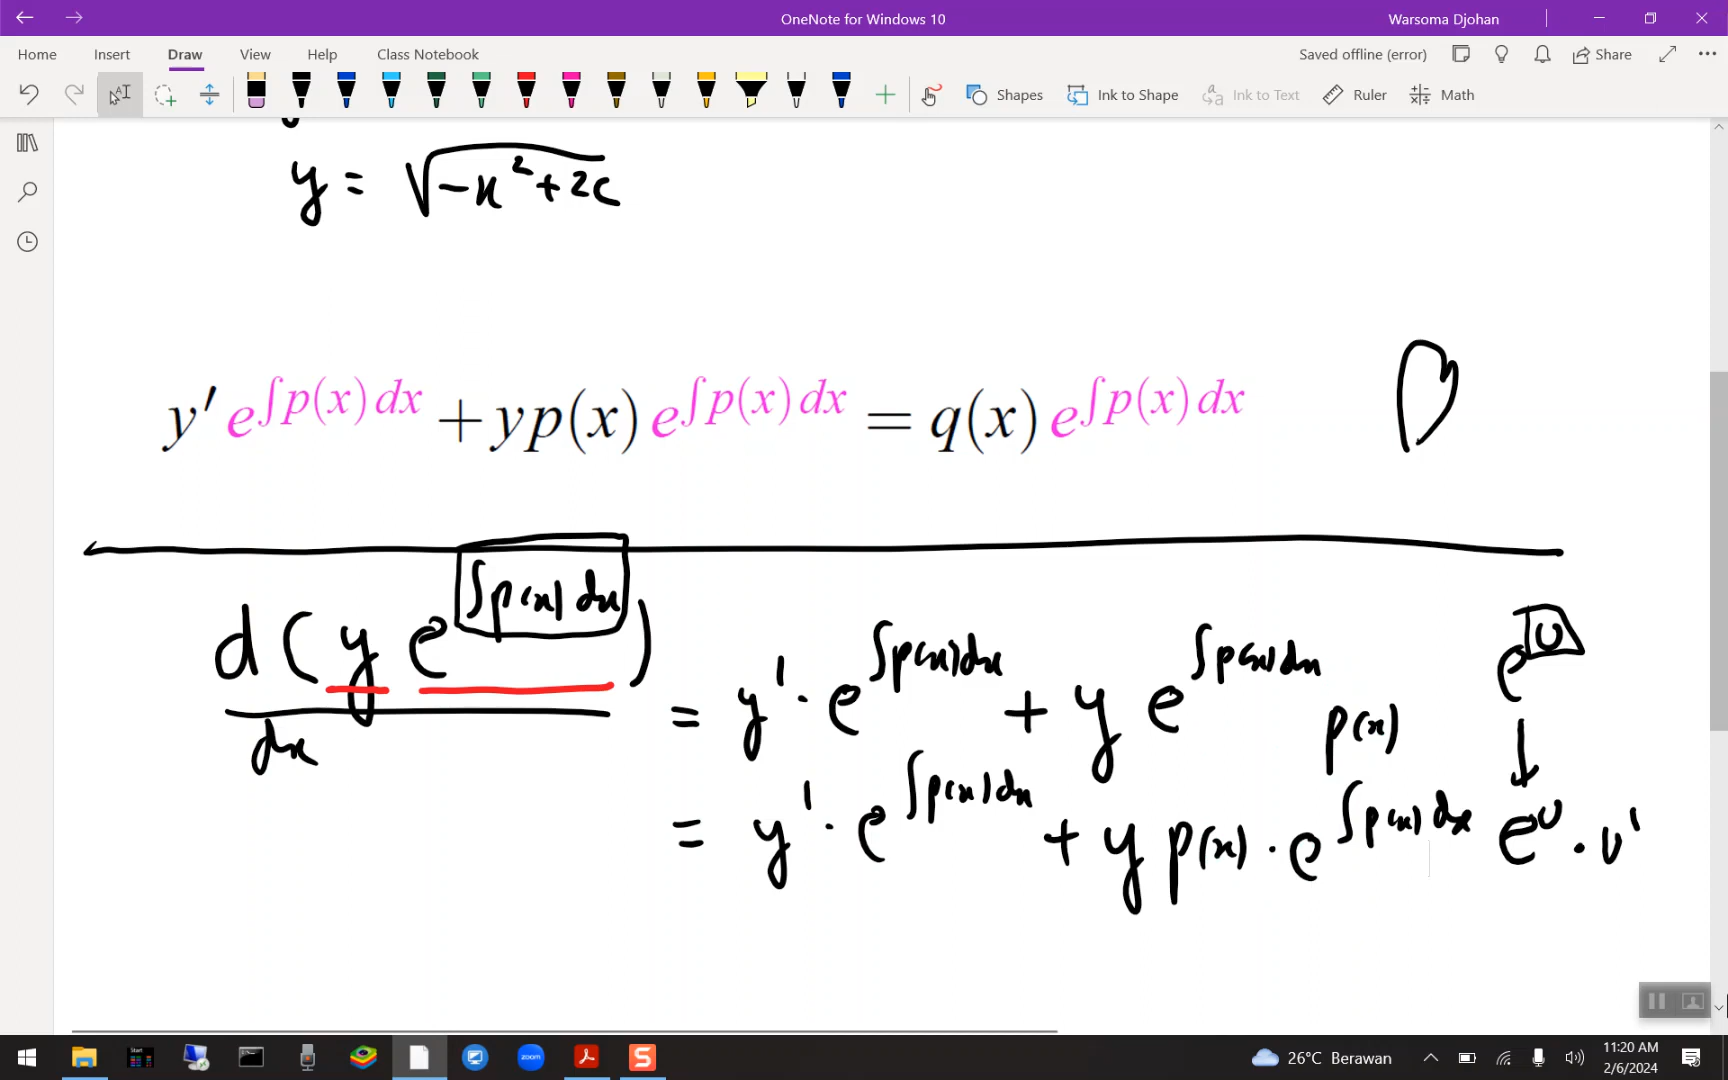 OneNote for Windows 10
Warsoma Djohan
Home Insert Draw View Help Class Notebook
Saved offline (error) Share
Shapes Ink to Shape Ink to Text Ruler Math
y = √(-x² + 2c)
y′ e^{∫p(x) dx} + y p(x) e^{∫p(x) dx} = q(x) e^{∫p(x) dx}
d(y e^{∫p(x) dx})
dx
= y' · e^{∫p(x) dx} + y e^{∫p(x) dx} p(x)
= y' · e^{∫p(x) dx} + y p(x) · e^{∫p(x) dx}
e^{U}
↓
e^{U} · U'
Start
zoom
S
26°C Berawan
11:20 AM
2/6/2024